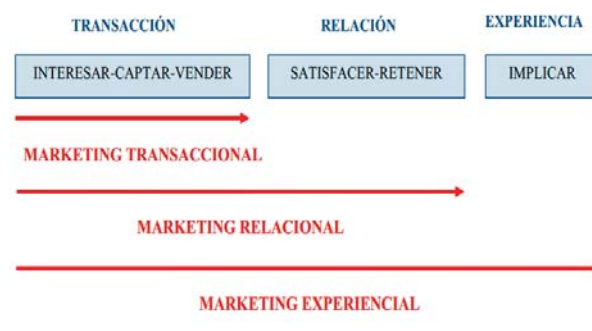 TRANSACCIÓN RELACIÓN EXPERIENCIA
INTERESAR-CAPTAR-VENDER SATISFACER-RETENER IMPLICAR
MARKETING TRANSACCIONAL
MARKETING RELACIONAL
MARKETING EXPERIENCIAL